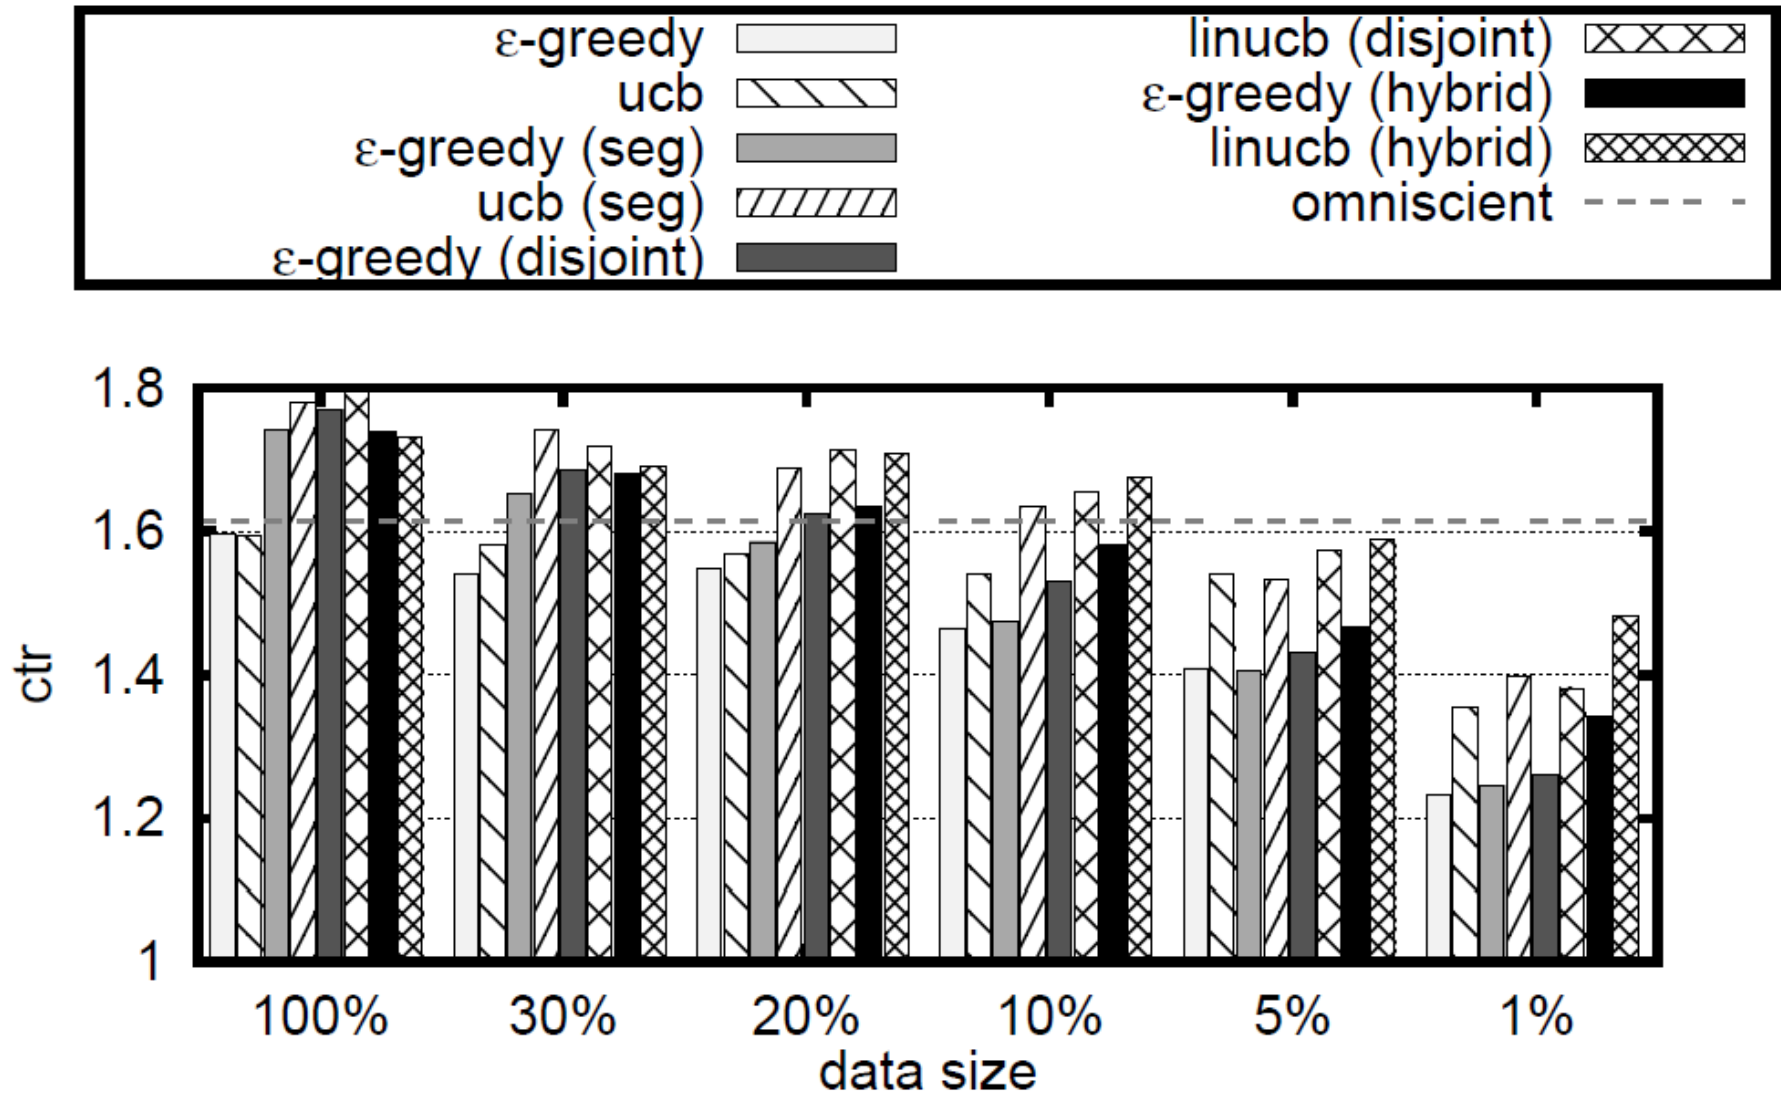 ε-greedy
ucb
ε-greedy (seg)
ucb (seg)
ε-greedy (disjoint)
linucb (disjoint)
ε-greedy (hybrid)
linucb (hybrid)
omniscient
1.8
1.6
1.4
1.2
1
ctr
100% 30% 20% 10% 5% 1%
data size